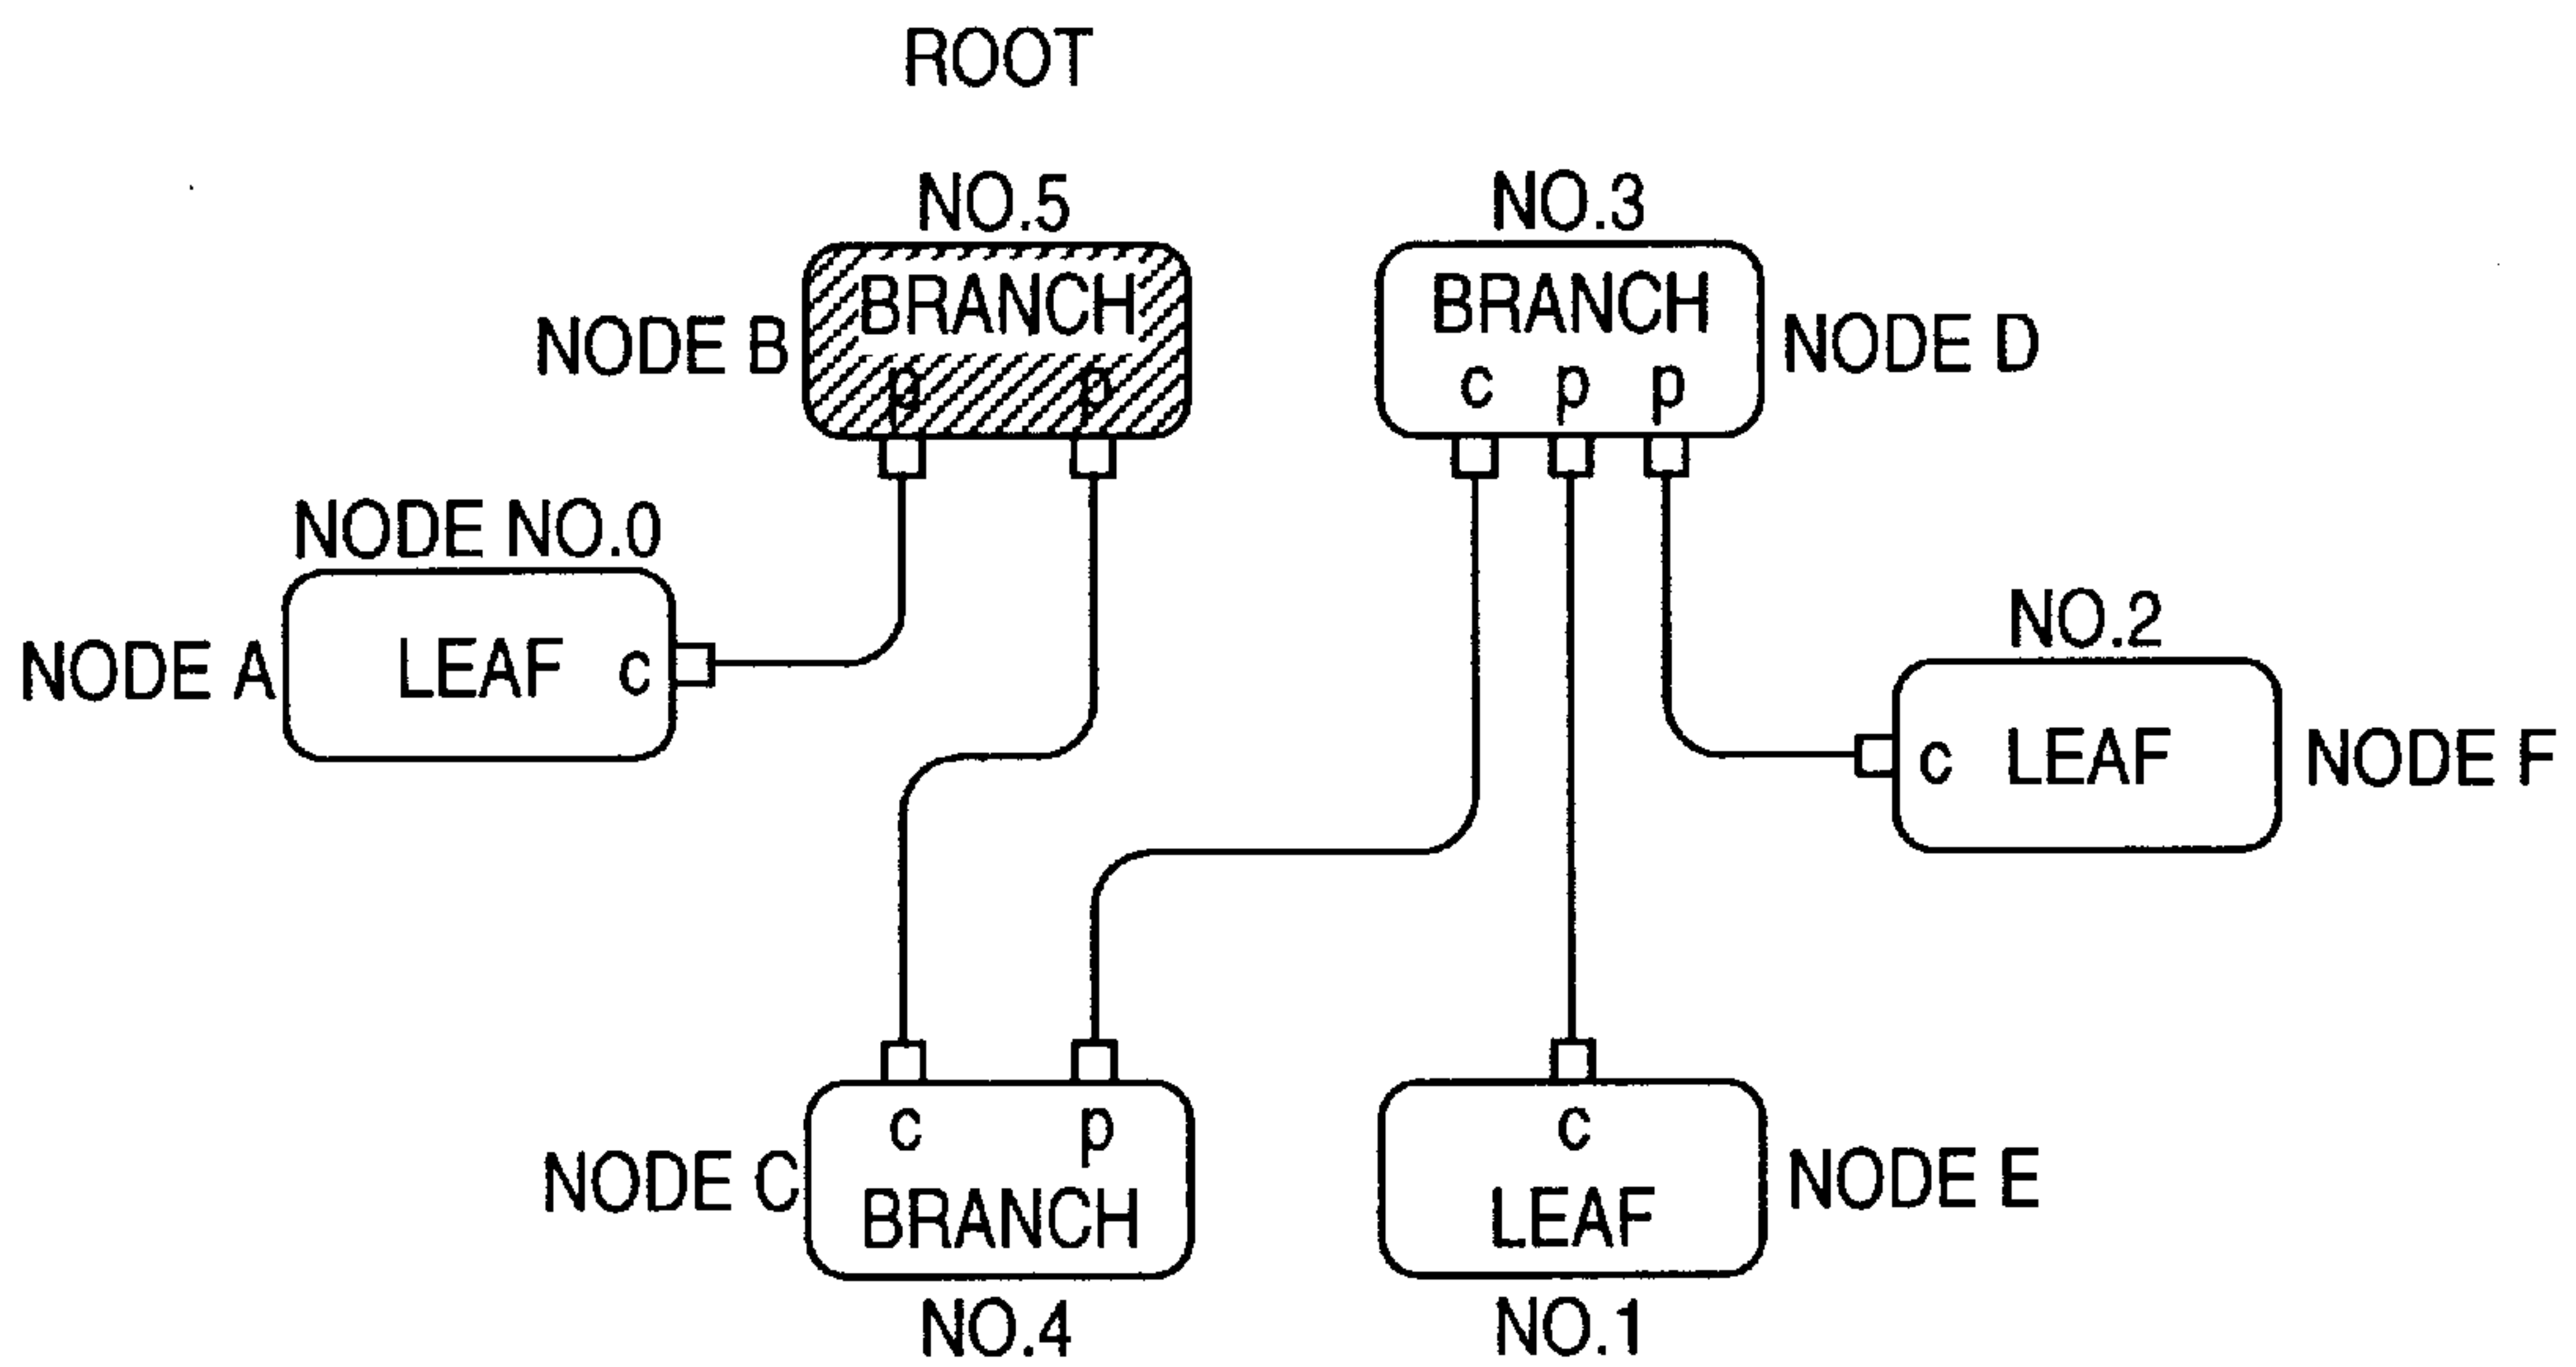 ROOT
NO.5
NO.3
BRANCH
BRANCH
NODE B
NODE D
p p
c p p
NODE NO.0
NO.2
NODE A
LEAF c
c LEAF
NODE F
c p
c
NODE C
NODE E
BRANCH
LEAF
NO.4
NO.1